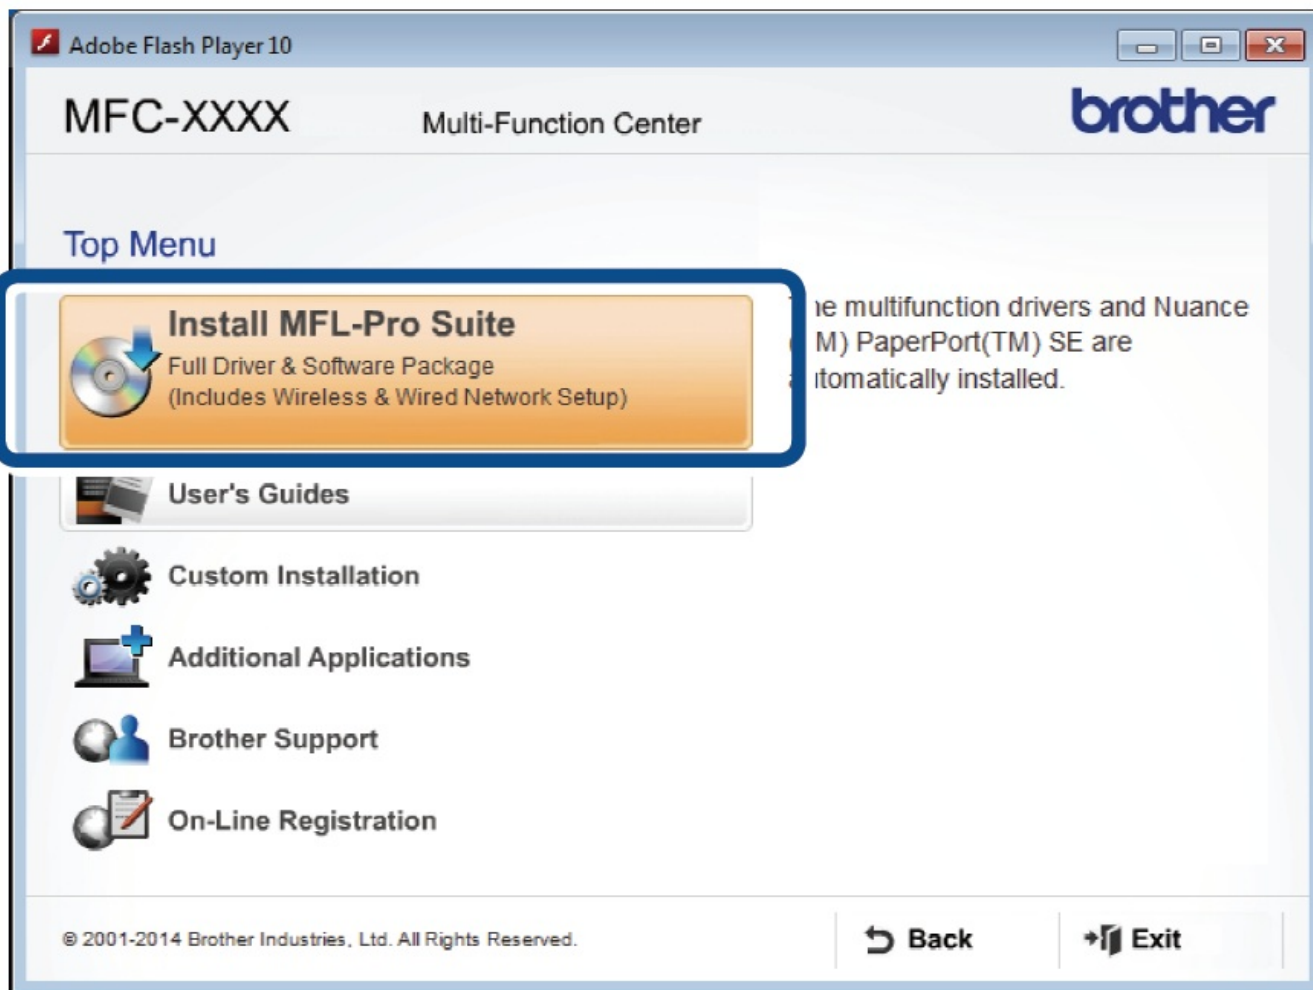 Adobe Flash Player 10
MFC-XXXX Multi-Function Center brother
Top Menu
Install MFL-Pro Suite
Full Driver & Software Package
(Includes Wireless & Wired Network Setup)
he multifunction drivers and Nuance
M) PaperPort(TM) SE are
utomatically installed.
User's Guides
Custom Installation
Additional Applications
Brother Support
On-Line Registration
© 2001-2014 Brother Industries, Ltd. All Rights Reserved. Back Exit